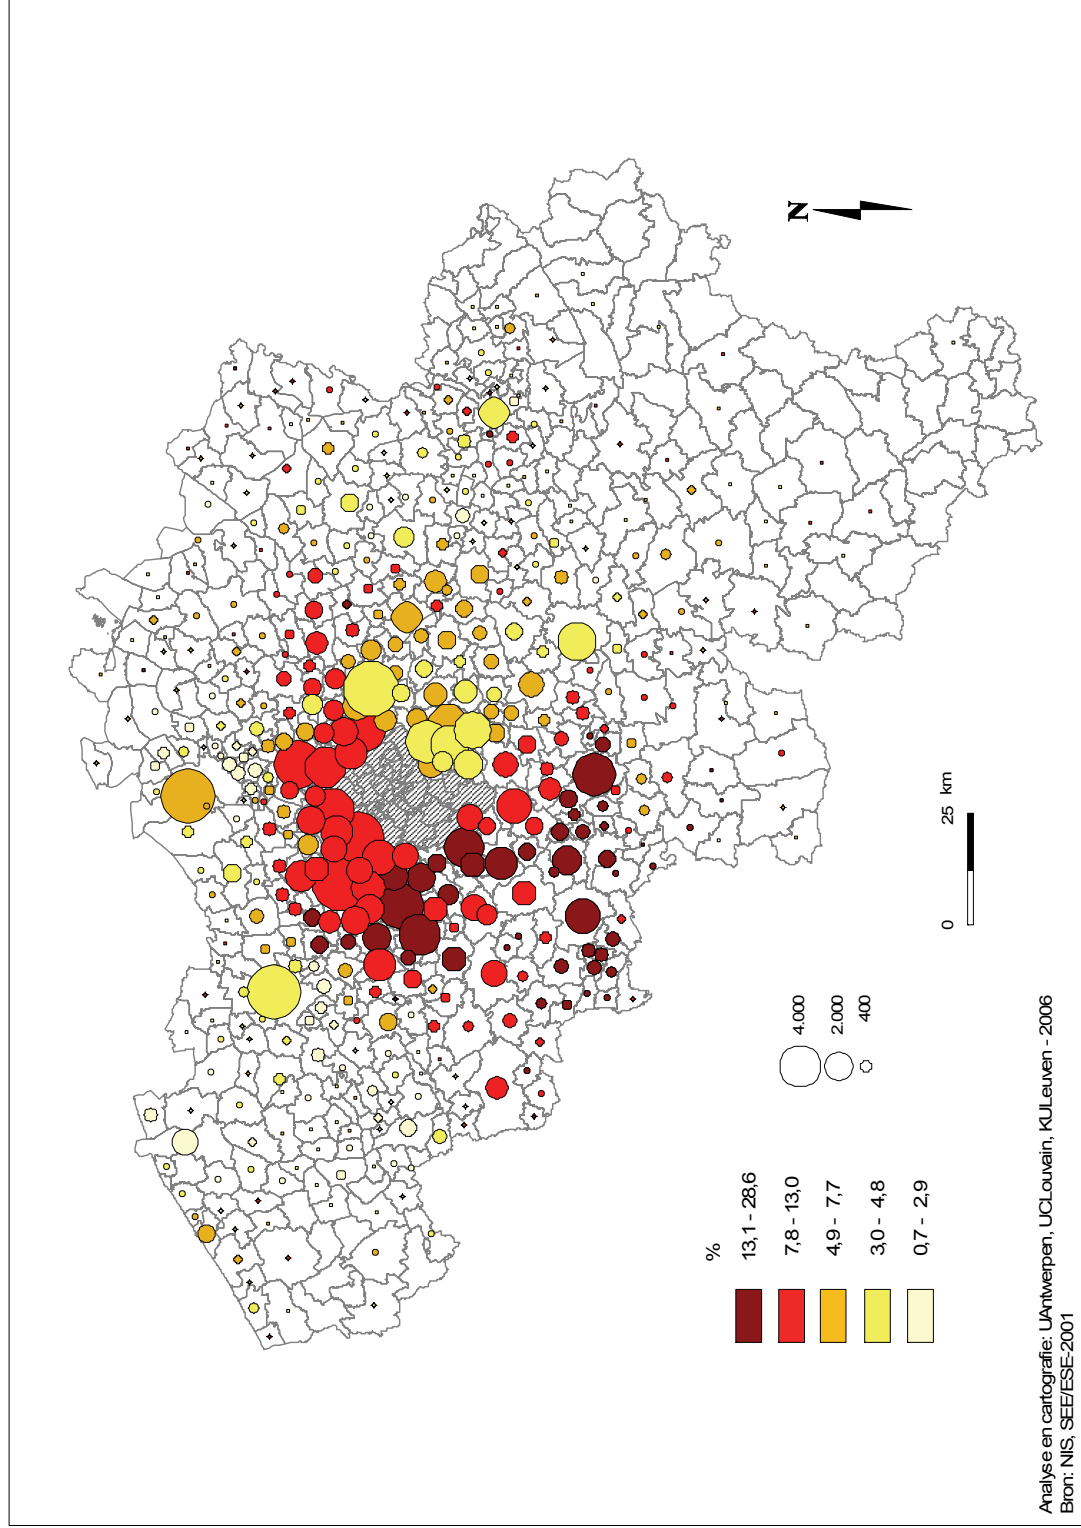 N
0
25
km
4.000
2.000
400
%
13,1 - 28,6
7,8 - 13,0
4,9 - 7,7
3,0 - 4,8
0,7 - 2,9
Analyse en cartografie: UAntwerpen, UCLouvain, KULeuven - 2006
Bron: NIS, SEE/ESE-2001